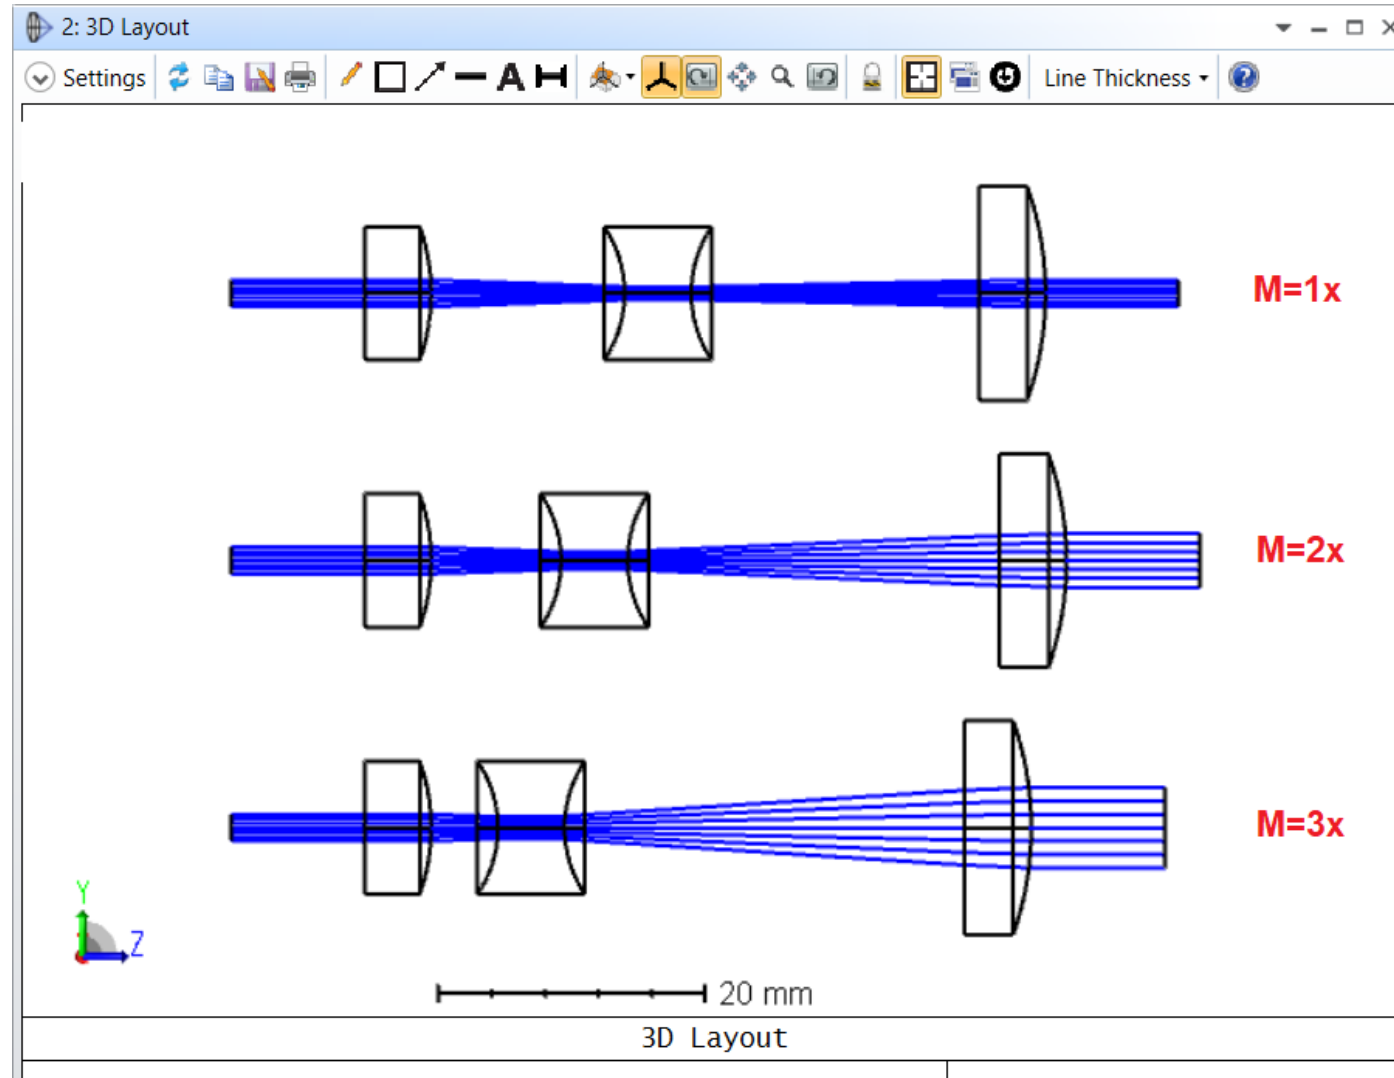 2: 3D Layout
Settings A Line Thickness
M=1x
M=2x
M=3x
Y
Z
20 mm
3D Layout